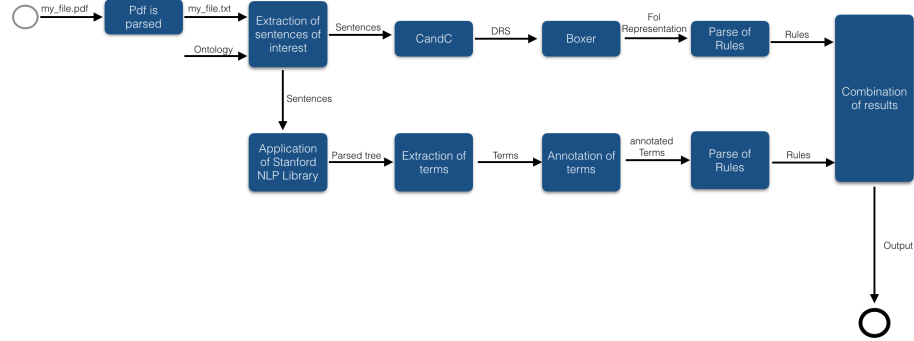 my_file.pdf
Pdf is
parsed
my_file.txt
Ontology
Extraction of
sentences of
interest
Sentences
CandC
DRS
Boxer
Fol
Representation
Parse of
Rules
Rules
Combination
of results
Sentences
Application
of Stanford
NLP Library
Parsed tree
Extraction of
terms
Terms
Annotation of
terms
annotated
Terms
Parse of
Rules
Rules
Output